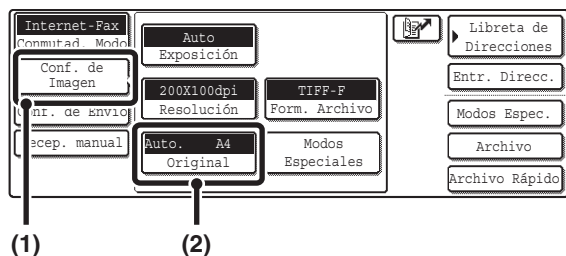 Internet-Fax
Conmutad. Modo
Conf. de
Imagen
Conf. de Envío
Recep. manual
Auto
Exposición
200X100dpi
Resolución
TIFF-F
Form. Archivo
Auto. A4
Original
Modos
Especiales
Libreta de
Direcciones
Entr. Direcc.
Modos Espec.
Archivo
Archivo Rápido
(1) (2)